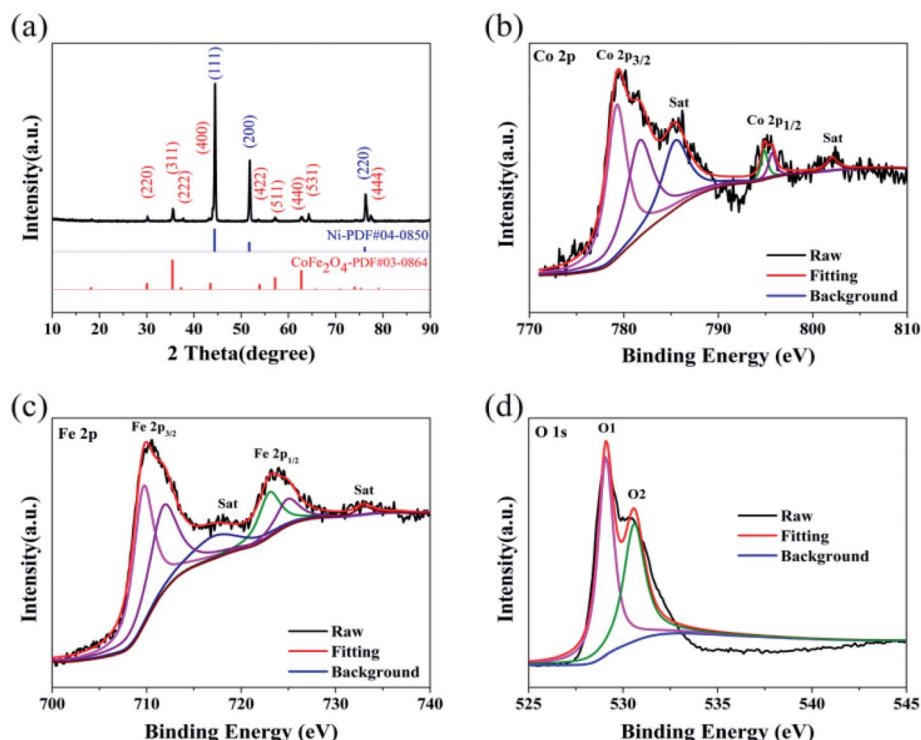 (a)
Intensity(a.u.)
(220)
(311)
(222)
(400)
(111)
(200)
(422)
(511)
(440)
(531)
(220)
(444)
Ni-PDF#04-0850
CoFe2O4-PDF#03-0864
10 20 30 40 50 60 70 80 90
2 Theta(degree)
(b)
Co 2p
Intensity(a.u.)
Co 2p3/2
Sat
Co 2p1/2
Sat
Raw
Fitting
Background
770 780 790 800 810
Binding Energy (eV)
(c)
Fe 2p
Intensity(a.u.)
Fe 2p3/2
Sat
Fe 2p1/2
Sat
Raw
Fitting
Background
700 710 720 730 740
Binding Energy (eV)
(d)
O 1s
Intensity(a.u.)
O1
O2
Raw
Fitting
Background
525 530 535 540 545
Binding Energy (eV)